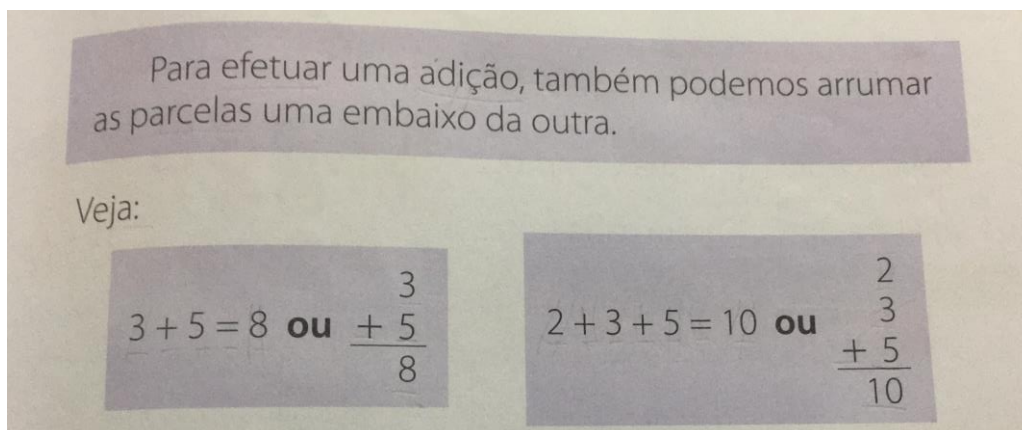 Para efetuar uma adição, também podemos arrumar
as parcelas uma embaixo da outra.
Veja:
3 + 5 = 8 ou
3
+ 5
8
2 + 3 + 5 = 10 ou
2
3
+ 5
10